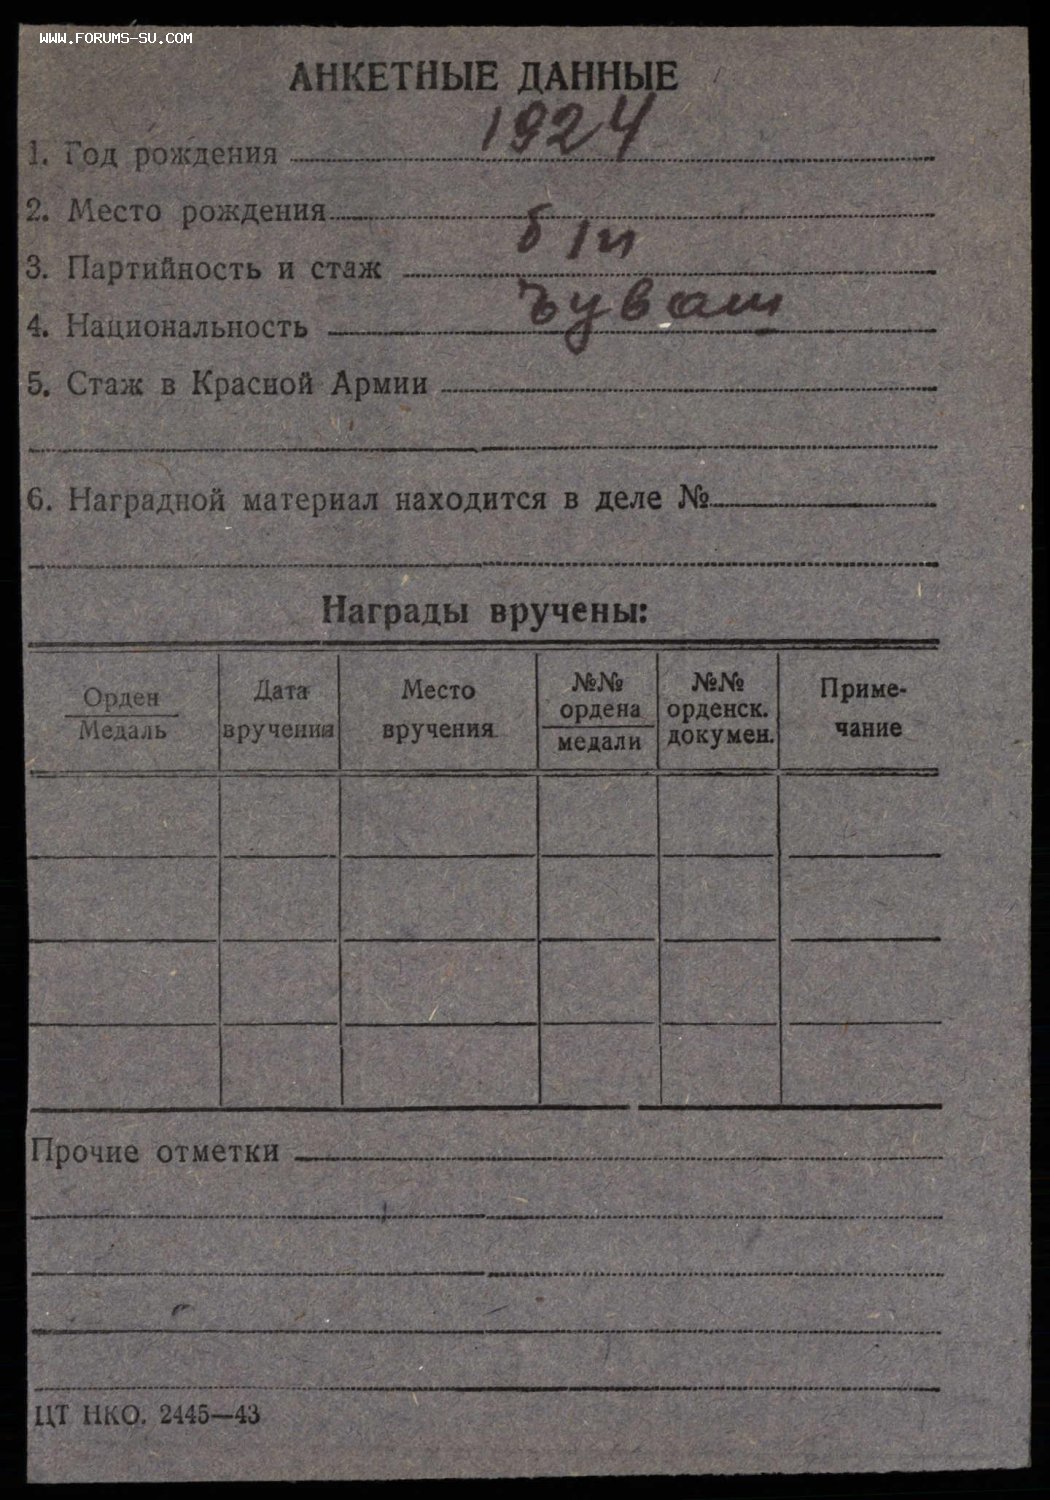 WWW.FORUMS-SU.COM
АНКЕТНЫЕ ДАННЫЕ
1. Год рождения 1924
2. Место рождения
3. Партийность и стаж б/п
4. Национальность чуваш
5. Стаж в Красной Армии
6. Наградной материал находится в деле №
Награды вручены:
Орден
Медаль
Дата
вручения
Место
вручения
№№
ордена
медали
№№
орденск.
докумен.
Приме-
чание
Прочие отметки
ЦТ НКО. 2445—43